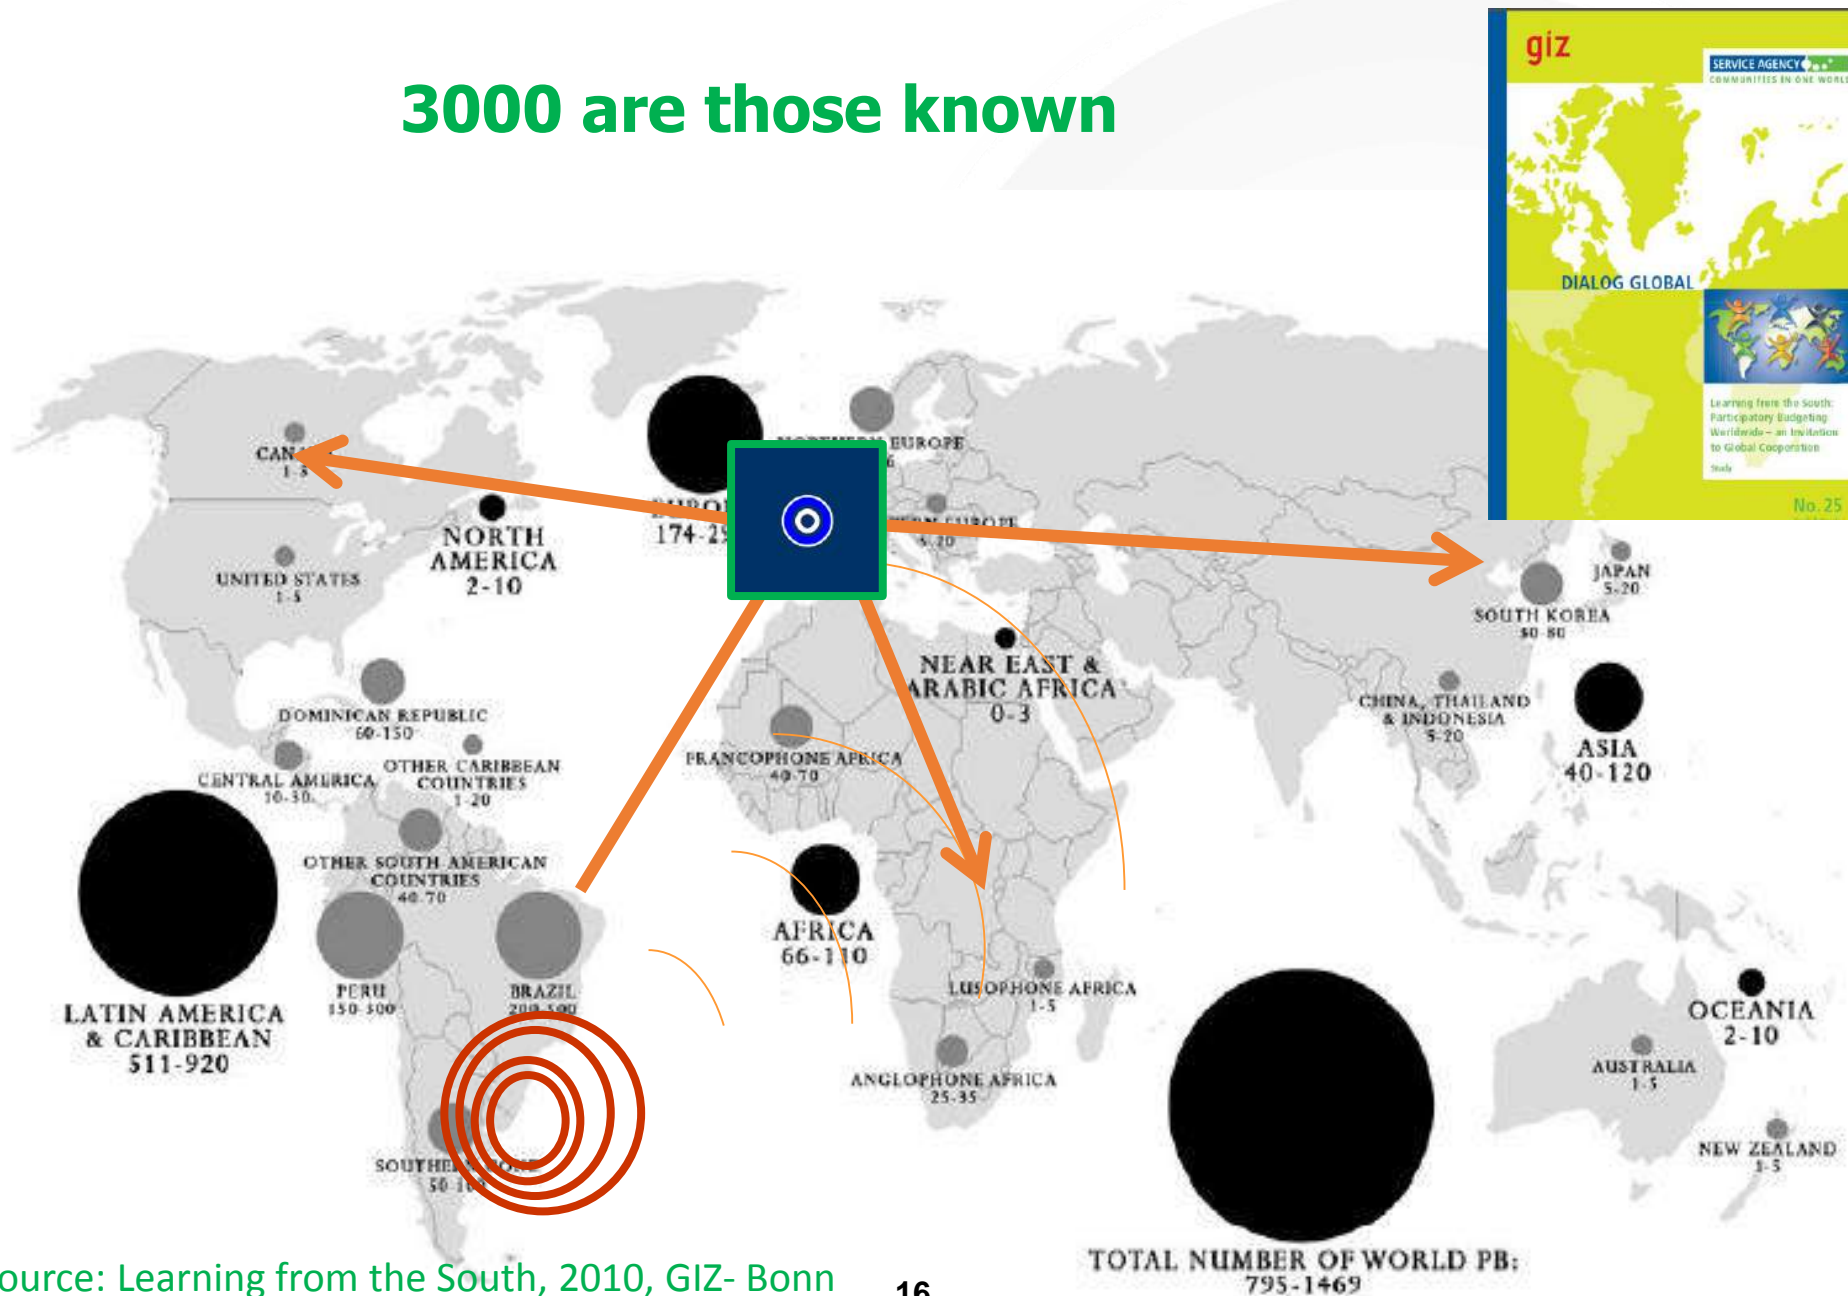 3000 are those known
giz
SERVICE AGENCY
COMMUNITIES IN ONE WORLD
DIALOG GLOBAL
Learning from the South:
Participatory Budgeting
Worldwide – an Invitation
to Global Cooperation
Study
No. 25
1-5
NORTH
AMERICA
2-10
UNITED STATES
1-5
174-2
EUROPE
5-20
JAPAN
5-20
SOUTH KOREA
CHINA, THAILAND
& INDONESIA
5-20
ASIA
40-120
NEAR EAST &
ARABIC AFRICA
0-3
DOMINICAN REPUBLIC
60-150
CENTRAL AMERICA
10-30
OTHER CARIBBEAN
COUNTRIES
1-20
FRANCOPHONE AFRICA
40-70
OTHER SOUTH AMERICAN
COUNTRIES
40-70
AFRICA
66-110
PERU
150-300
BRAZIL
LATIN AMERICA
& CARIBBEAN
511-920
LUSOPHONE AFRICA
1-5
ANGLOPHONE AFRICA
25-35
OCEANIA
2-10
AUSTRALIA
1-5
NEW ZEALAND
1-5
TOTAL NUMBER OF WORLD PB:
795-1469
ource: Learning from the South, 2010, GIZ- Bonn
16